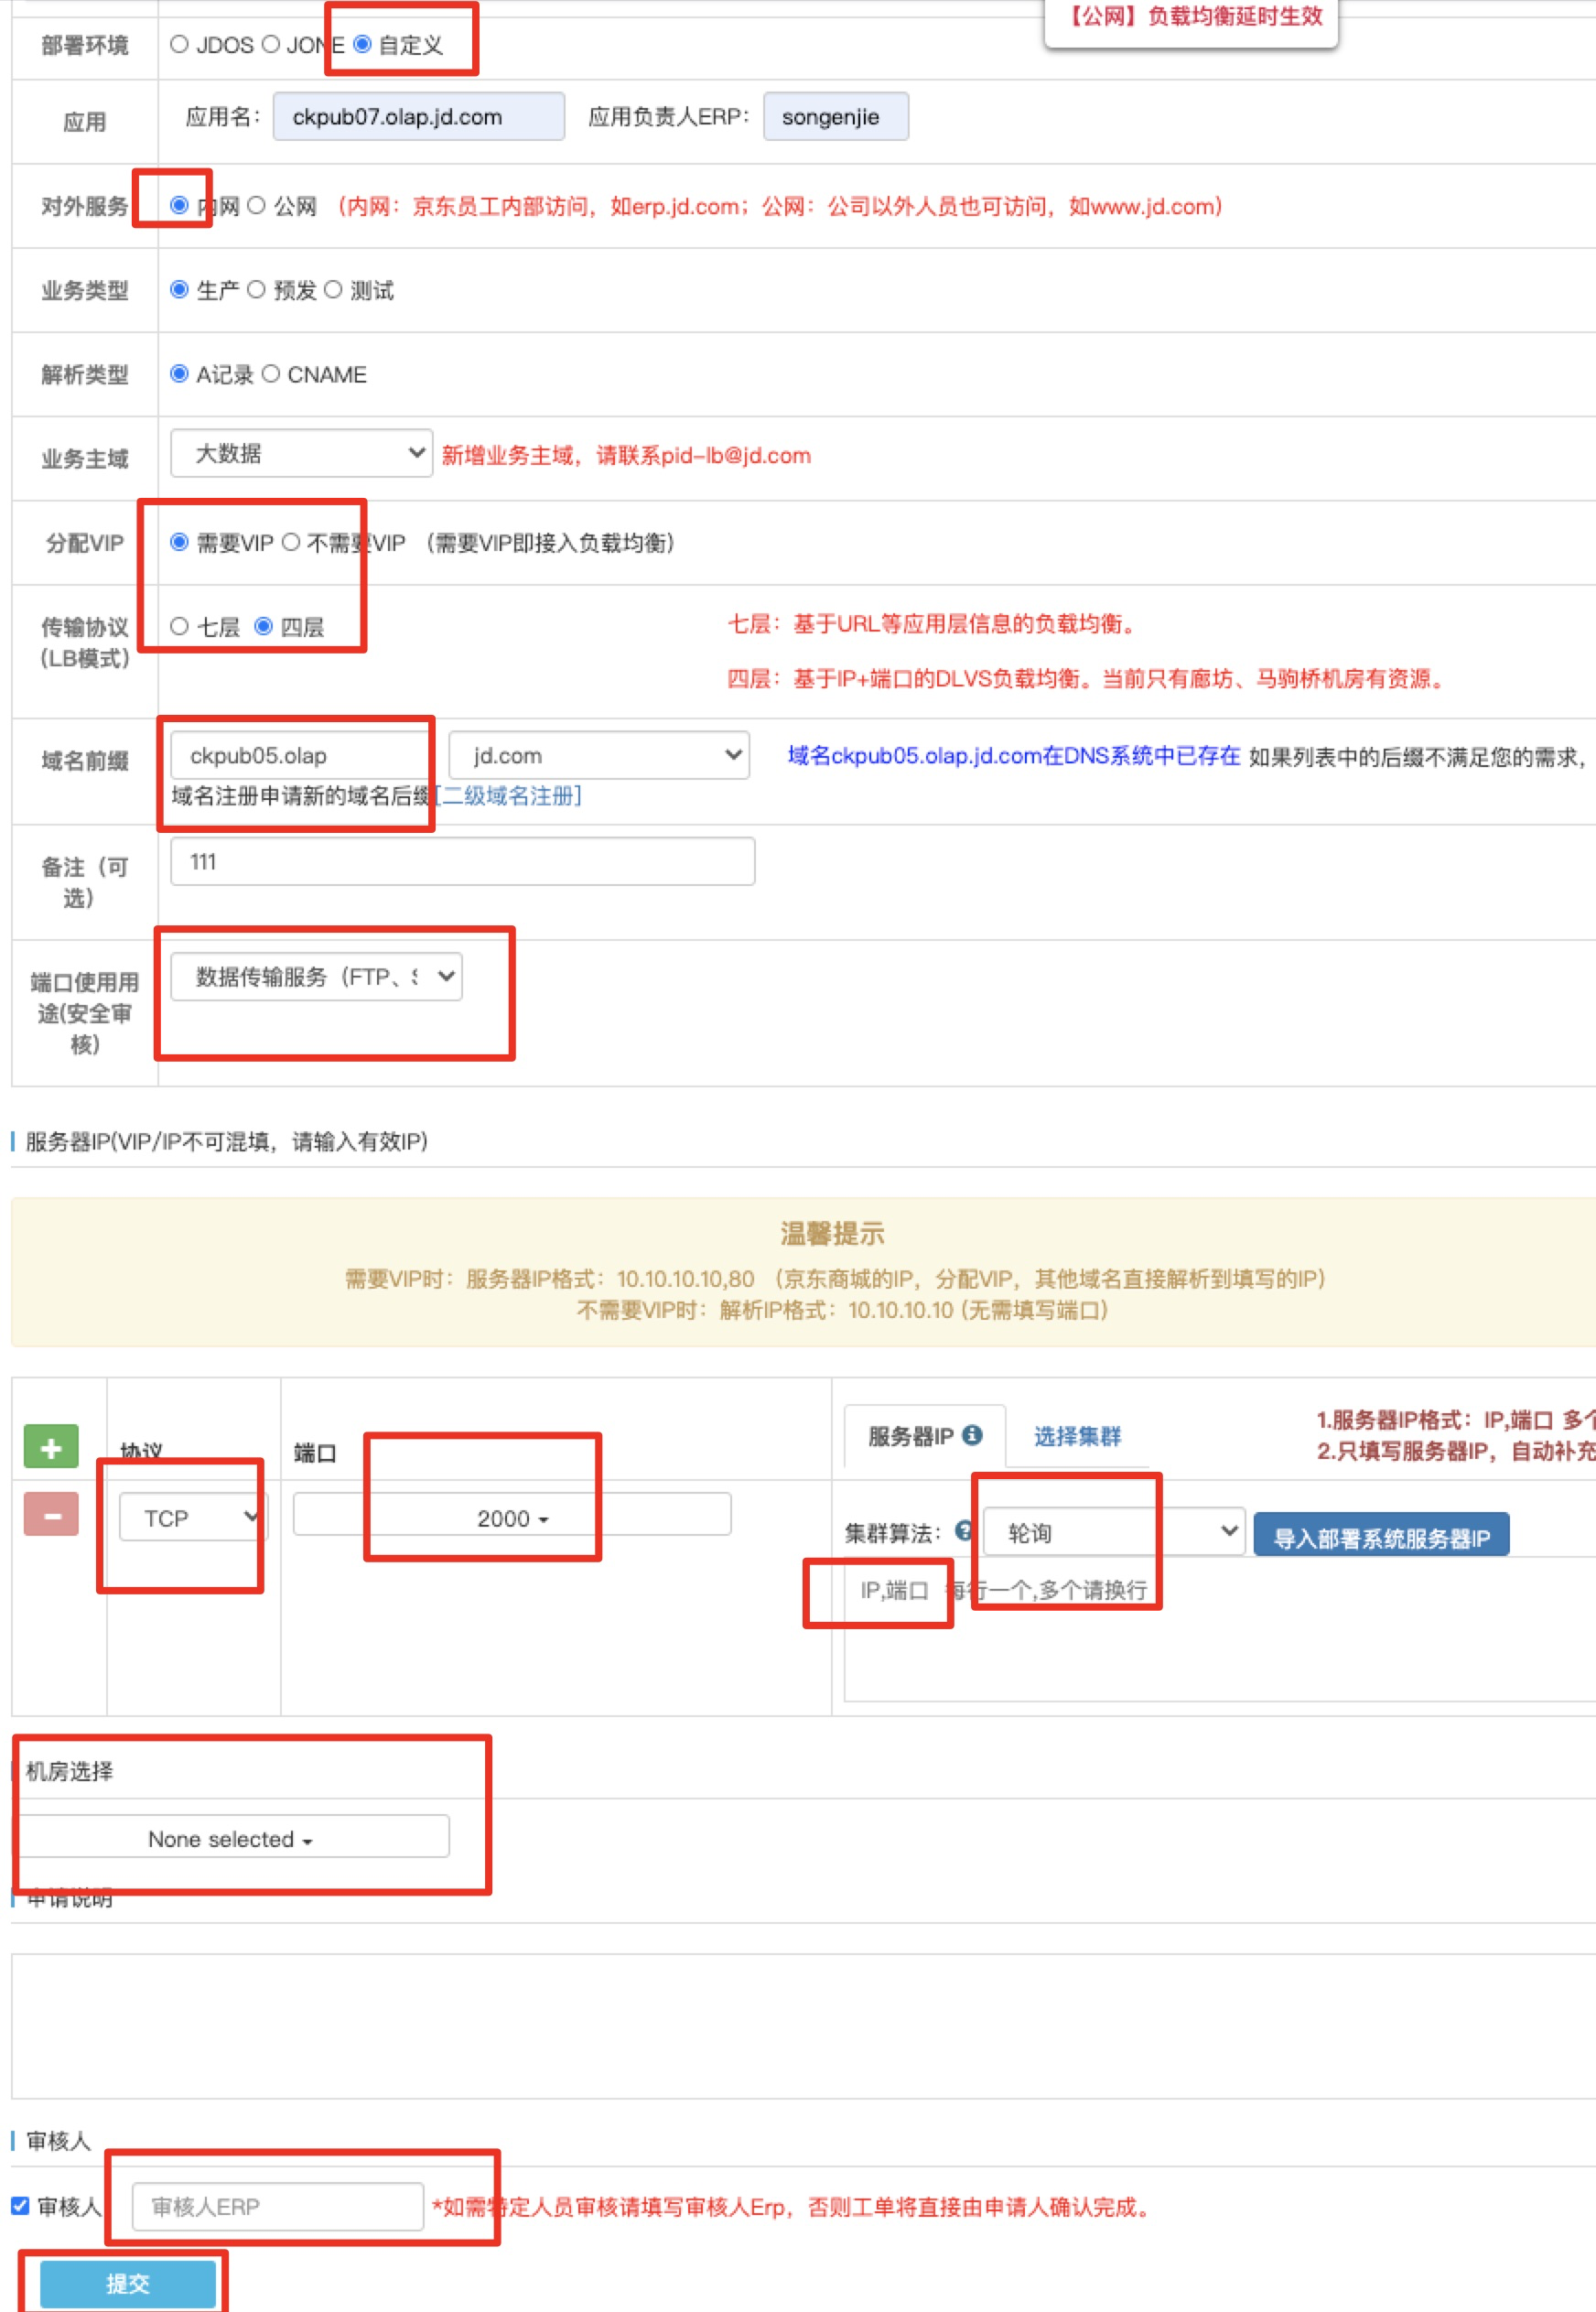 【公网】负载均衡延时生效
部署环境 JDOS JONE 自定义
应用 应用名： ckpub07.olap.jd.com 应用负责人ERP： songenjie
对外服务 内网 公网 （内网：京东员工内部访问，如erp.jd.com；公网：公司以外人员也可访问，如www.jd.com）
业务类型 生产 预发 测试
解析类型 A记录 CNAME
业务主域 大数据 新增业务主域，请联系pid-lb@jd.com
分配VIP 需要VIP 不需要VIP （需要VIP即接入负载均衡）
传输协议 七层 四层 七层：基于URL等应用层信息的负载均衡。
(LB模式)
四层：基于IP+端口的DLVS负载均衡。当前只有廊坊、马驹桥机房有资源。
域名前缀 ckpub05.olap jd.com 域名ckpub05.olap.jd.com在DNS系统中已存在 如果列表中的后缀不满足您的需求，
域名注册申请新的域名后缀[二级域名注册]
备注（可 111
选）
端口使用用 数据传输服务（FTP、S
途(安全审
核)
服务器IP(VIP/IP不可混填，请输入有效IP)
温馨提示
需要VIP时：服务器IP格式：10.10.10.10,80 （京东商城的IP，分配VIP，其他域名直接解析到填写的IP）
不需要VIP时：解析IP格式：10.10.10.10 (无需填写端口)
协议 端口 服务器IP 选择集群 1.服务器IP格式：IP,端口 多个
2.只填写服务器IP，自动补充
TCP 2000 集群算法： 轮询 导入部署系统服务器IP
IP,端口 每行一个,多个请换行
机房选择
None selected
申请说明
审核人
审核人 审核人ERP *如需特定人员审核请填写审核人Erp，否则工单将直接由申请人确认完成。
提交